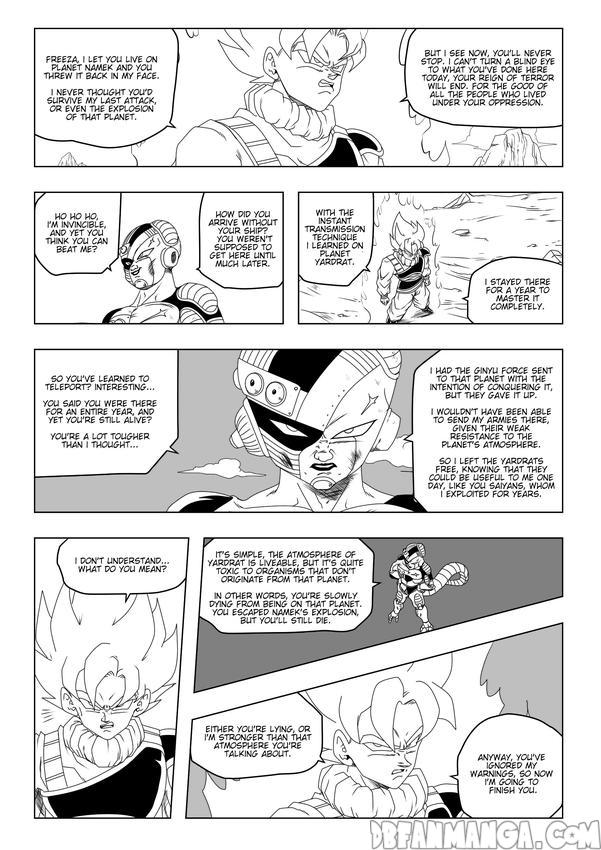 FREEZA, I LET YOU LIVE ON
PLANET NAMEK AND YOU
THREW IT BACK IN MY FACE.
I NEVER THOUGHT YOU'D
SURVIVE MY LAST ATTACK,
OR EVEN THE EXPLOSION
OF THAT PLANET.
BUT I SEE NOW, YOU'LL NEVER
STOP. I CAN'T TURN A BLIND EYE
TO WHAT YOU'VE DONE HERE
TODAY, YOUR REIGN OF TERROR
WILL END. FOR THE GOOD OF
ALL THE PEOPLE WHO LIVED
UNDER YOUR OPPRESSION.
HO HO HO,
I'M INVINCIBLE,
AND YET YOU
THINK YOU CAN
BEAT ME?
HOW DID YOU
ARRIVE WITHOUT
YOUR SHIP? YOU
WEREN'T
SUPPOSED TO
GET HERE UNTIL
MUCH LATER.
WITH THE
INSTANT
TRANSMISSION
TECHNIQUE
I LEARNED ON
PLANET
YARDRAT.
I STAYED THERE
FOR A YEAR TO
MASTER IT
COMPLETELY.
SO YOU'VE LEARNED TO
TELEPORT? INTERESTING...
YOU SAID YOU WERE THERE
FOR AN ENTIRE YEAR, AND
YET YOU'RE STILL ALIVE?
YOU'RE A LOT TOUGHER
THAN I THOUGHT...
I HAD THE GINYU FORCE SENT
TO THAT PLANET WITH THE
INTENTION OF CONQUERING IT,
BUT THEY GAVE IT UP.
I WOULDN'T HAVE BEEN ABLE
TO SEND MY ARMIES THERE,
GIVEN THEIR WEAK
RESISTANCE TO THE
PLANET'S ATMOSPHERE.
SO I LEFT THE YARDRATS
FREE, KNOWING THAT THEY
COULD BE USEFUL TO ME ONE
DAY, LIKE YOU SAIYANS, WHOM
I EXPLOITED FOR YEARS.
I DON'T UNDERSTAND...
WHAT DO YOU MEAN?
IT'S SIMPLE, THE ATMOSPHERE OF
YARDRAT IS LIVEABLE, BUT IT'S QUITE
TOXIC TO ORGANISMS THAT DON'T
ORIGINATE FROM THAT PLANET.
IN OTHER WORDS, YOU'RE SLOWLY
DYING FROM BEING ON THAT PLANET.
YOU ESCAPED NAMEK'S EXPLOSION,
BUT YOU'LL STILL DIE.
EITHER YOU'RE LYING, OR
I'M STRONGER THAN THAT
ATMOSPHERE YOU'RE
TALKING ABOUT.
ANYWAY, YOU'VE
IGNORED MY
WARNINGS, SO NOW
I'M GOING TO
FINISH YOU.
DBFANMANGA.COM